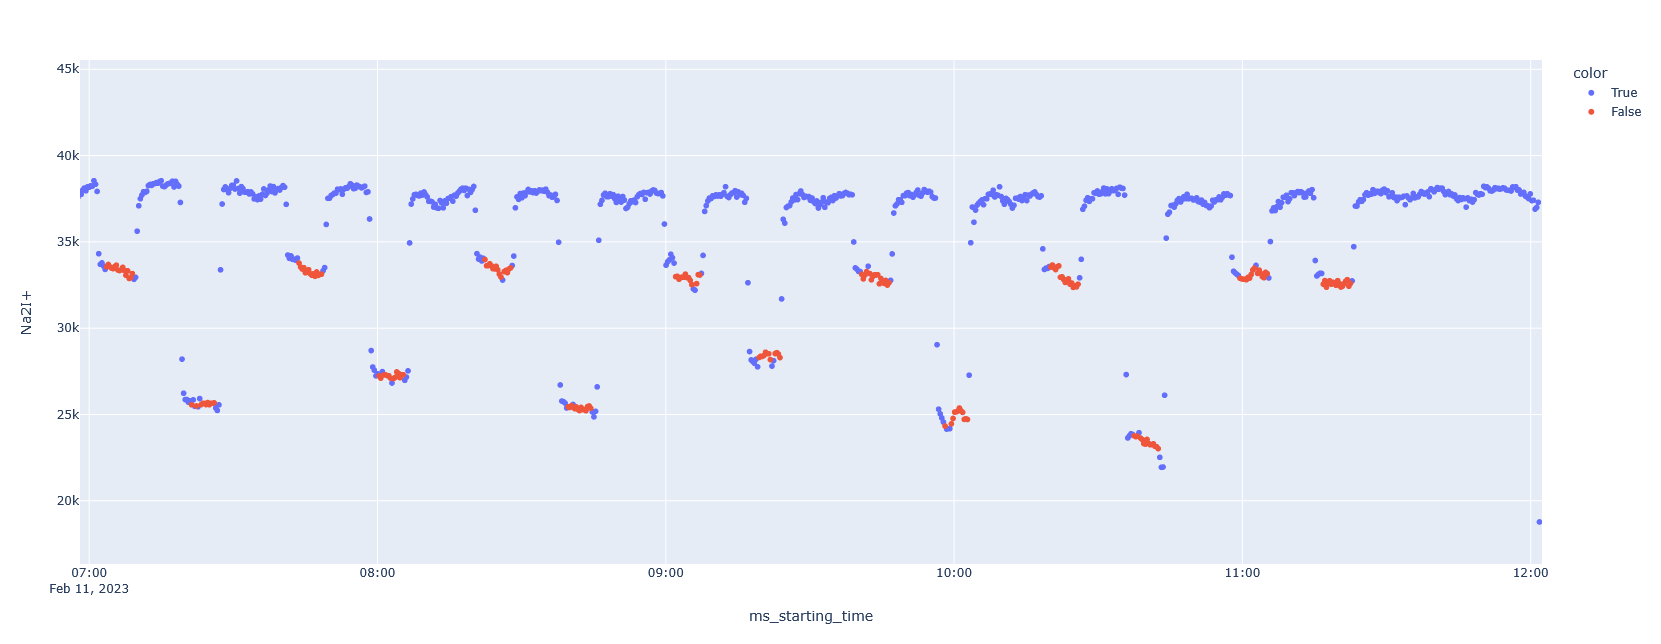 color
True
False
45k
40k
35k
30k
25k
20k
Na2I+
07:00
08:00
09:00
10:00
11:00
12:00
Feb 11, 2023
ms_starting_time